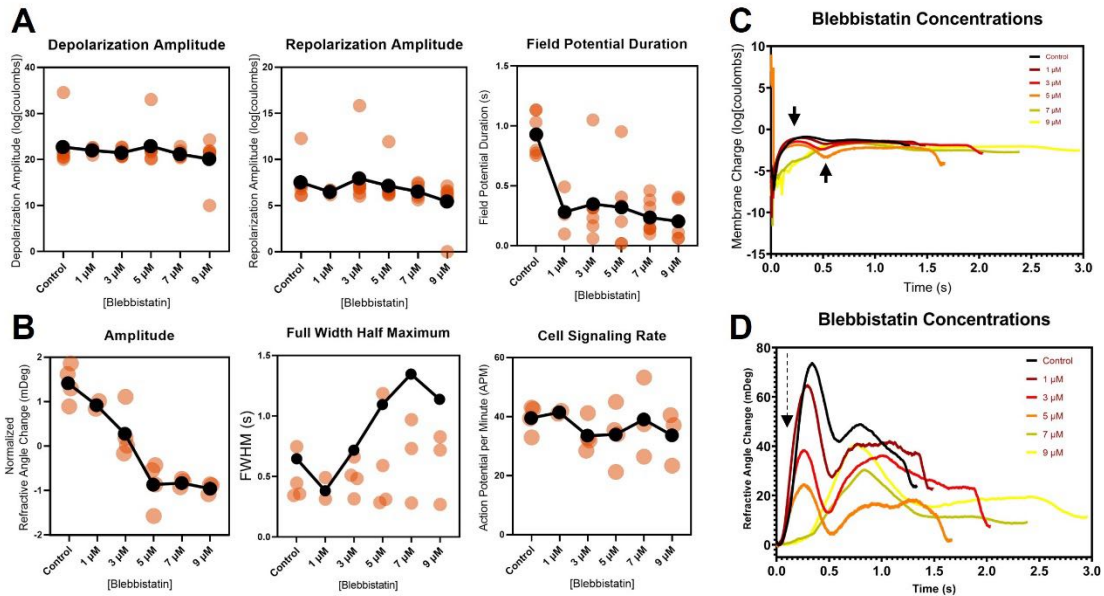 A
Depolarization Amplitude
Depolarization Amplitude (log[coulombs])
40
30
20
10
0
Control
1 µM
3 µM
5 µM
7 µM
9 µM
[Blebbistatin]
Repolarization Amplitude
Repolarization Amplitude (log[coulombs])
20
15
10
5
0
Control
1 µM
3 µM
5 µM
7 µM
9 µM
[Blebbistatin]
Field Potential Duration
Field Potential Duration (s)
1.5
1.0
0.5
0.0
Control
1 µM
3 µM
5 µM
7 µM
9 µM
[Blebbistatin]
B
Amplitude
Normalized
Refractive Angle Change (mDeg)
2
1
0
-1
-2
Control
1 µM
3 µM
5 µM
7 µM
9 µM
[Blebbistatin]
Full Width Half Maximum
FWHM (s)
1.5
1.0
0.5
0.0
Control
1 µM
3 µM
5 µM
7 µM
9 µM
[Blebbistatin]
Cell Signaling Rate
Action Potential per Minute (APM)
60
40
20
0
Control
1 µM
3 µM
5 µM
7 µM
9 µM
[Blebbistatin]
C
Blebbistatin Concentrations
Membrane Charge (log[coulombs])
10
5
0
-5
-10
-15
0.0
0.5
1.0
1.5
2.0
2.5
3.0
Time (s)
Control
1 µM
3 µM
5 µM
7 µM
9 µM
D
Blebbistatin Concentrations
Refractive Angle Change (mDeg)
80
60
40
20
0
0.0
0.5
1.0
1.5
2.0
2.5
3.0
Time (s)
Control
1 µM
3 µM
5 µM
7 µM
9 µM